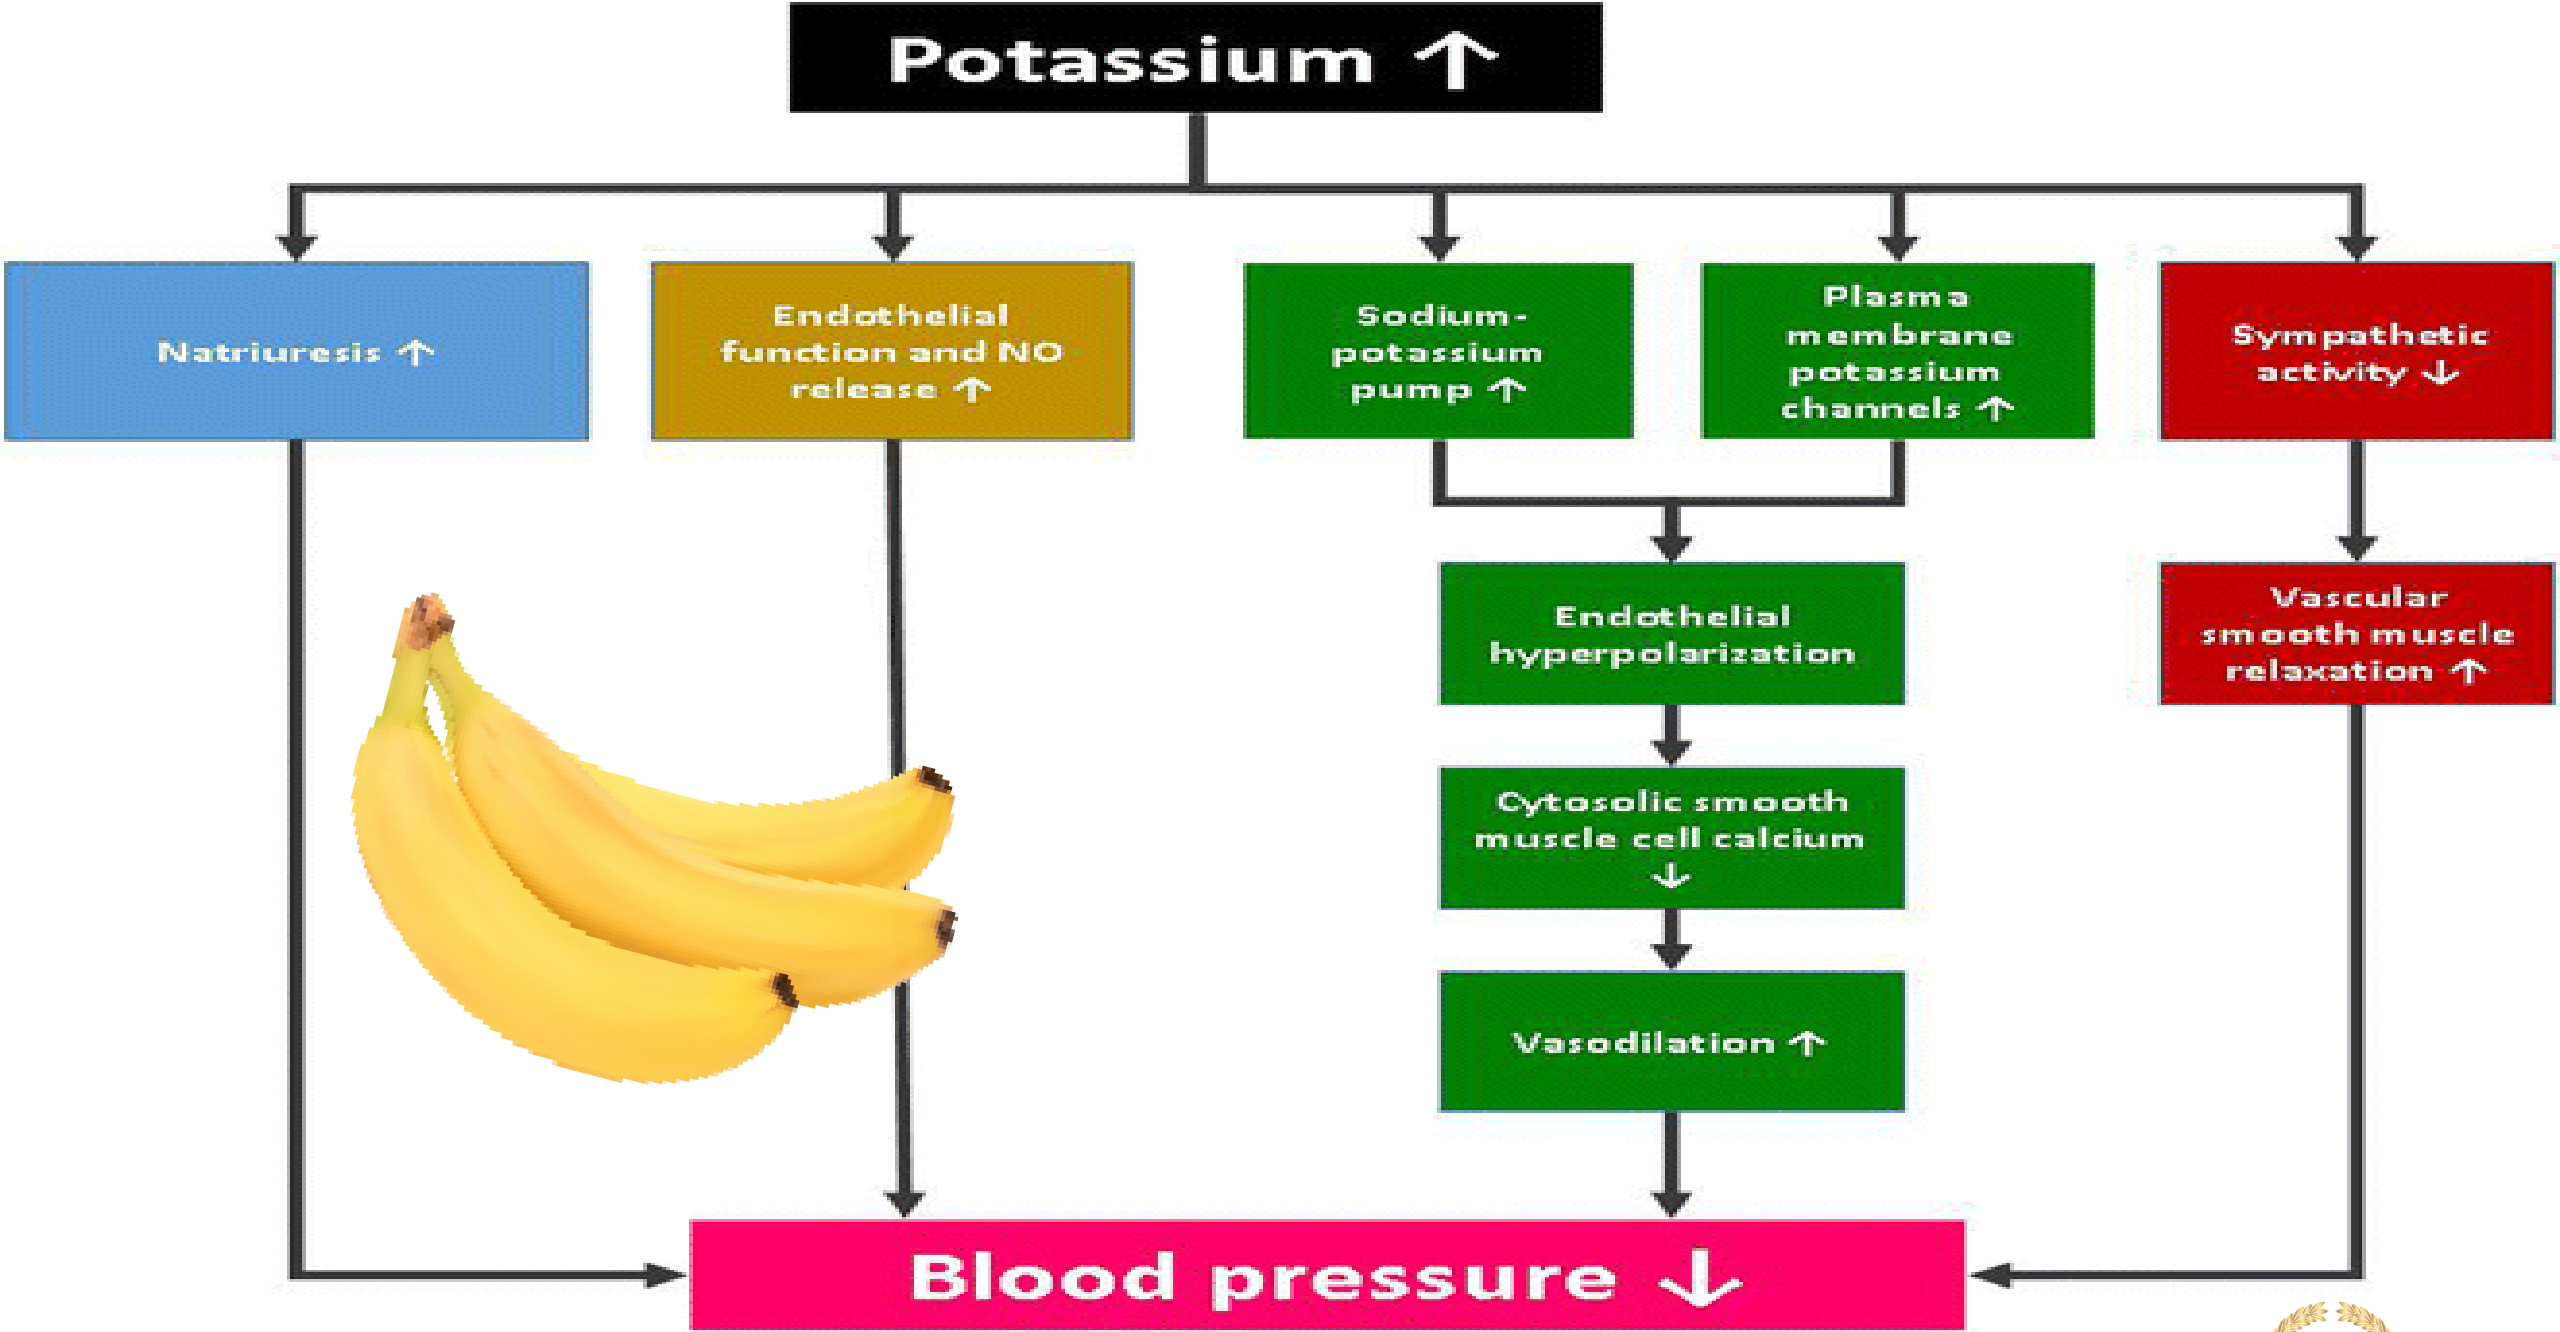 Potassium ↑
Natriuresis ↑
Endothelial
function and NO
release ↑
Sodium-
potassium
pump ↑
Plasma
membrane
potassium
channels ↑
Sympathetic
activity ↓
Endothelial
hyperpolarization
Vascular
smooth muscle
relaxation ↑
Cytosolic smooth
muscle cell calcium
↓
Vasodilation ↑
Blood pressure ↓